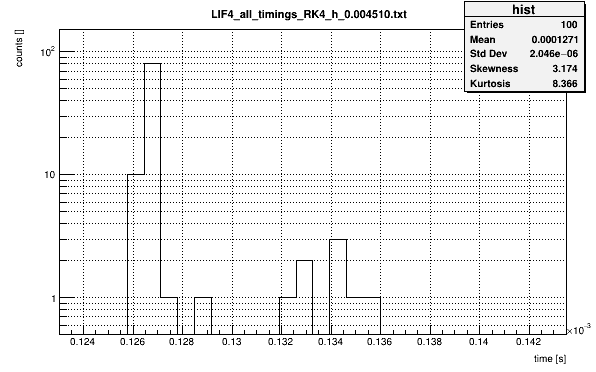 LIF4_all_timings_RK4_h_0.004510.txt
hist
Entries 100
Mean 0.0001271
Std Dev 2.046e−06
Skewness 3.174
Kurtosis 8.366
counts []
10²
10
1
0.124 0.126 0.128 0.13 0.132 0.134 0.136 0.138 0.14 0.142
×10⁻³
time [s]